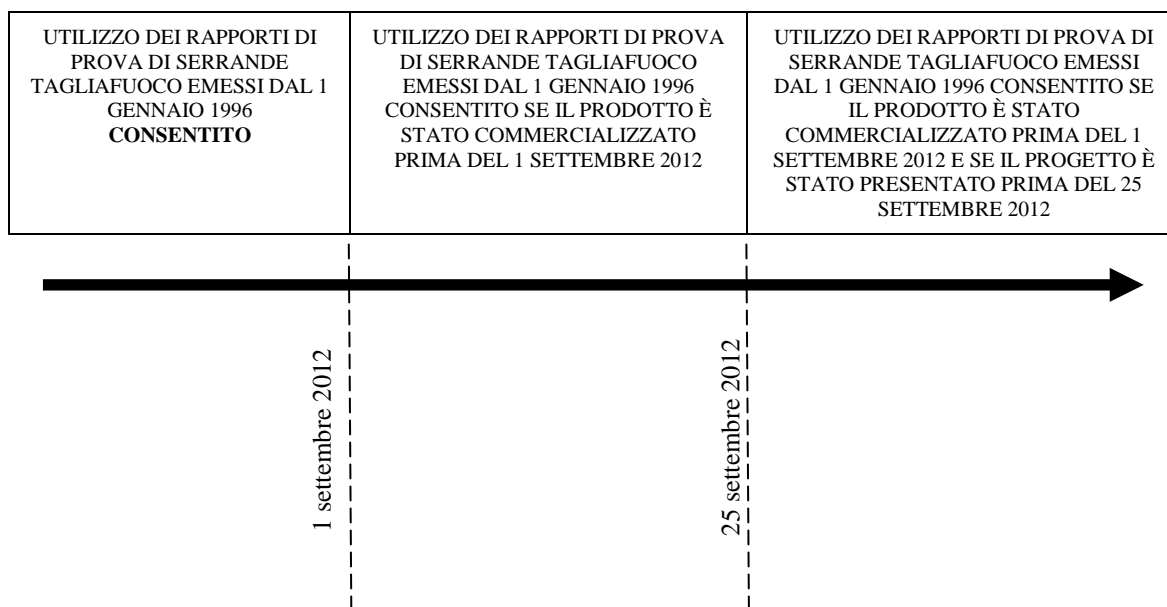 UTILIZZO DEI RAPPORTI DI
PROVA DI SERRANDE
TAGLIAFUOCO EMESSI DAL 1
GENNAIO 1996
CONSENTITO
UTILIZZO DEI RAPPORTI DI PROVA
DI SERRANDE TAGLIAFUOCO
EMESSI DAL 1 GENNAIO 1996
CONSENTITO SE IL PRODOTTO È
STATO COMMERCIALIZZATO
PRIMA DEL 1 SETTEMBRE 2012
UTILIZZO DEI RAPPORTI DI PROVA DI
SERRANDE TAGLIAFUOCO EMESSI
DAL 1 GENNAIO 1996 CONSENTITO SE
IL PRODOTTO È STATO
COMMERCIALIZZATO PRIMA DEL 1
SETTEMBRE 2012 E SE IL PROGETTO È
STATO PRESENTATO PRIMA DEL 25
SETTEMBRE 2012
1 settembre 2012
25 settembre 2012